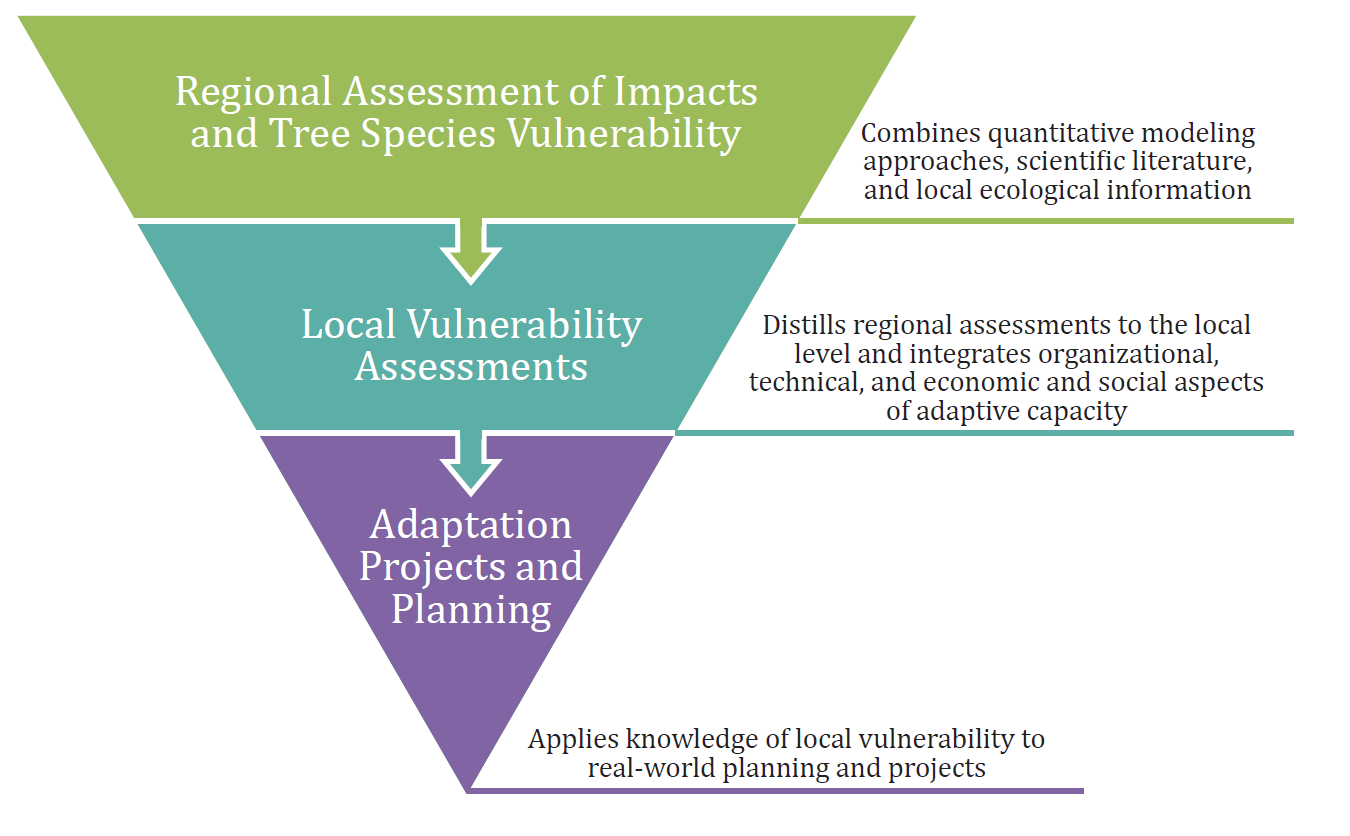 Regional Assessment of Impacts
and Tree Species Vulnerability
Combines quantitative modeling
approaches, scientific literature,
and local ecological information
Local Vulnerability
Assessments
Distills regional assessments to the local
level and integrates organizational,
technical, and economic and social aspects
of adaptive capacity
Adaptation
Projects and
Planning
Applies knowledge of local vulnerability to
real-world planning and projects